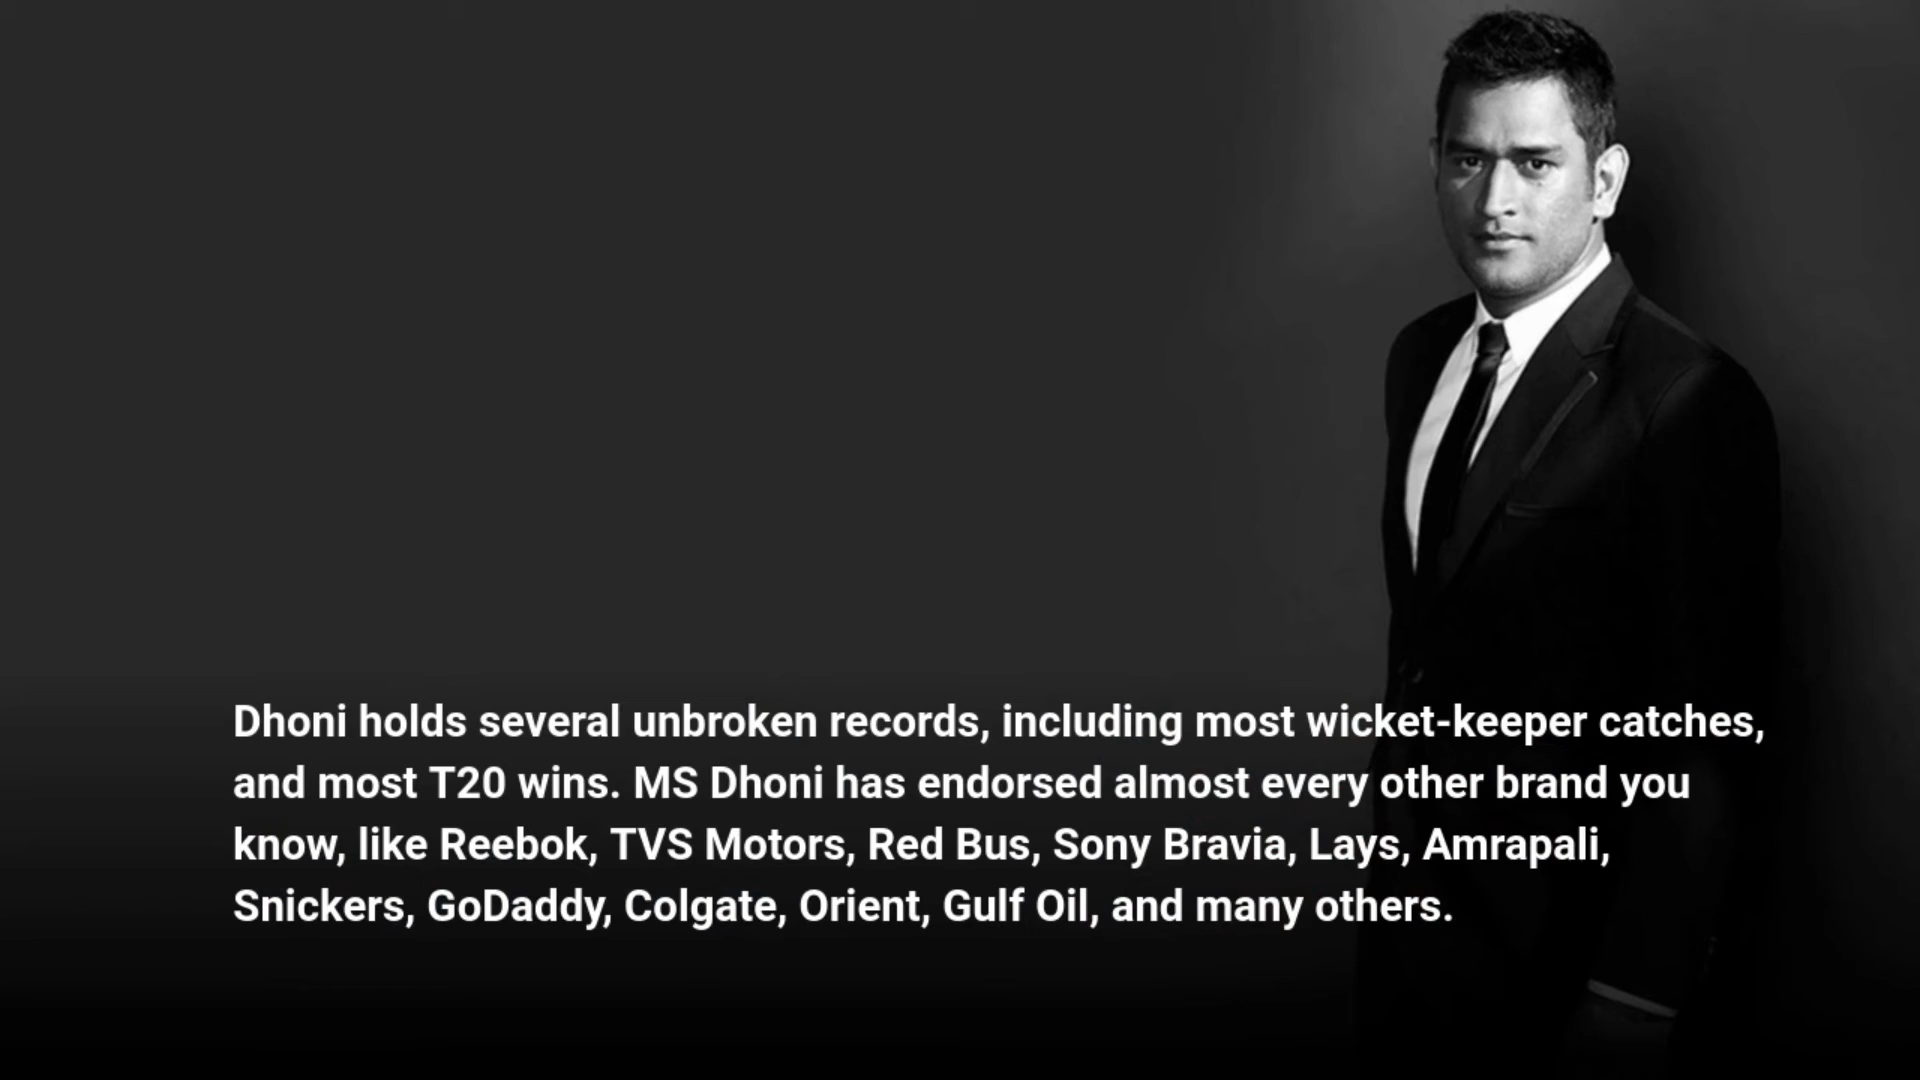 Dhoni holds several unbroken records, including most wicket-keeper catches,
and most T20 wins. MS Dhoni has endorsed almost every other brand you
know, like Reebok, TVS Motors, Red Bus, Sony Bravia, Lays, Amrapali,
Snickers, GoDaddy, Colgate, Orient, Gulf Oil, and many others.